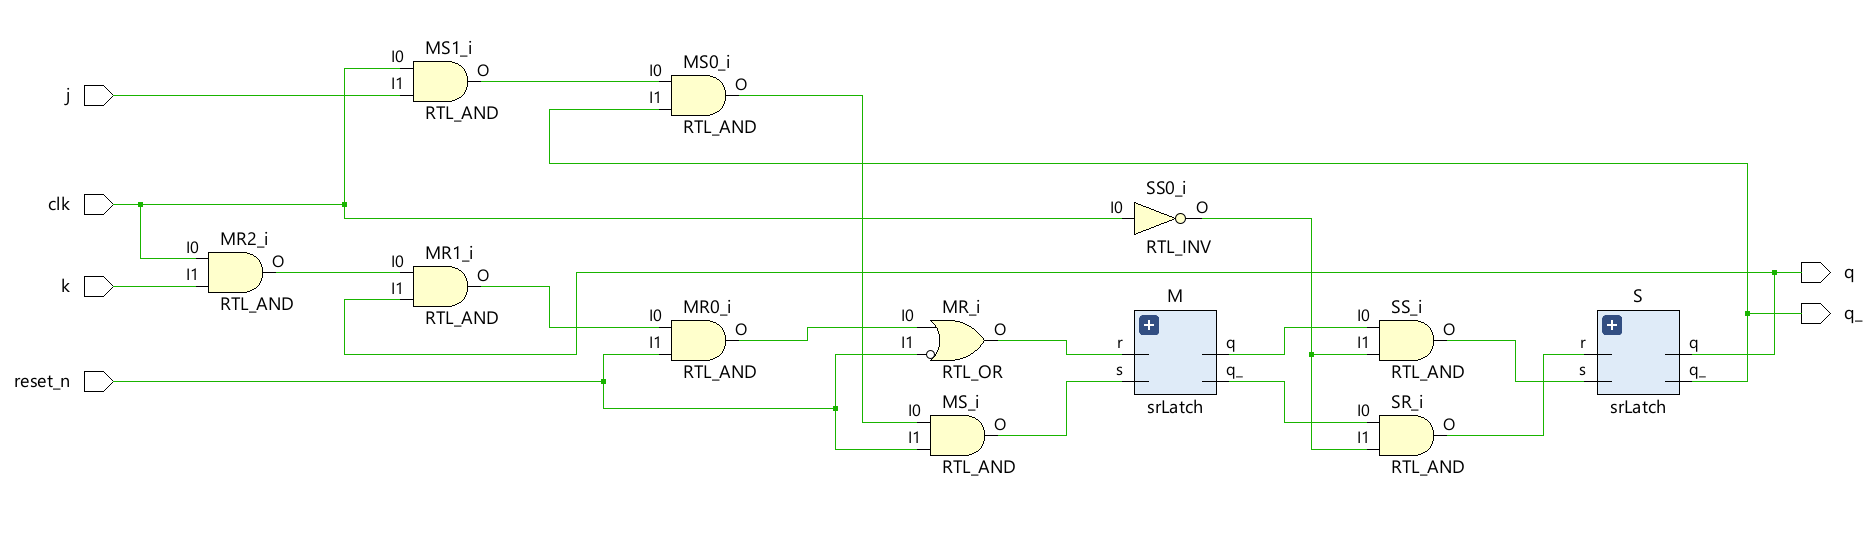 MS1_i
I0
O
I1
RTL_AND
j
MS0_i
I0
O
I1
RTL_AND
clk
SS0_i
I0
O
RTL_INV
MR2_i
I0
O
I1
RTL_AND
k
MR1_i
I0
O
I1
RTL_AND
q
q_
MR0_i
I0
O
I1
RTL_AND
MR_i
I0
O
I1
RTL_OR
M
+
r
q
s
q_
srLatch
SS_i
I0
O
I1
RTL_AND
S
+
r
q
s
q_
srLatch
reset_n
MS_i
I0
O
I1
RTL_AND
SR_i
I0
O
I1
RTL_AND